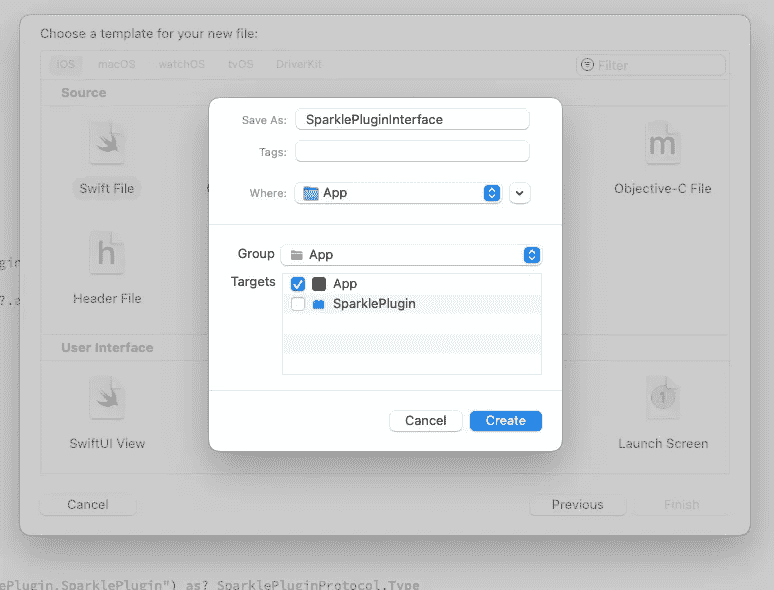 Choose a template for your new file:
iOS macOS watchOS tvOS DriverKit Filter
Source
Save As: SparklePluginInterface
Tags:
Where: App
Swift File
Objective-C File
Group App
Targets App
SparklePlugin
h
m
Header File
User Interface
Cancel Create
SwiftUI View
1
Launch Screen
Cancel Previous Finish
ePlugin.SparklePlugin") as? SparklePluginProtocol.Type